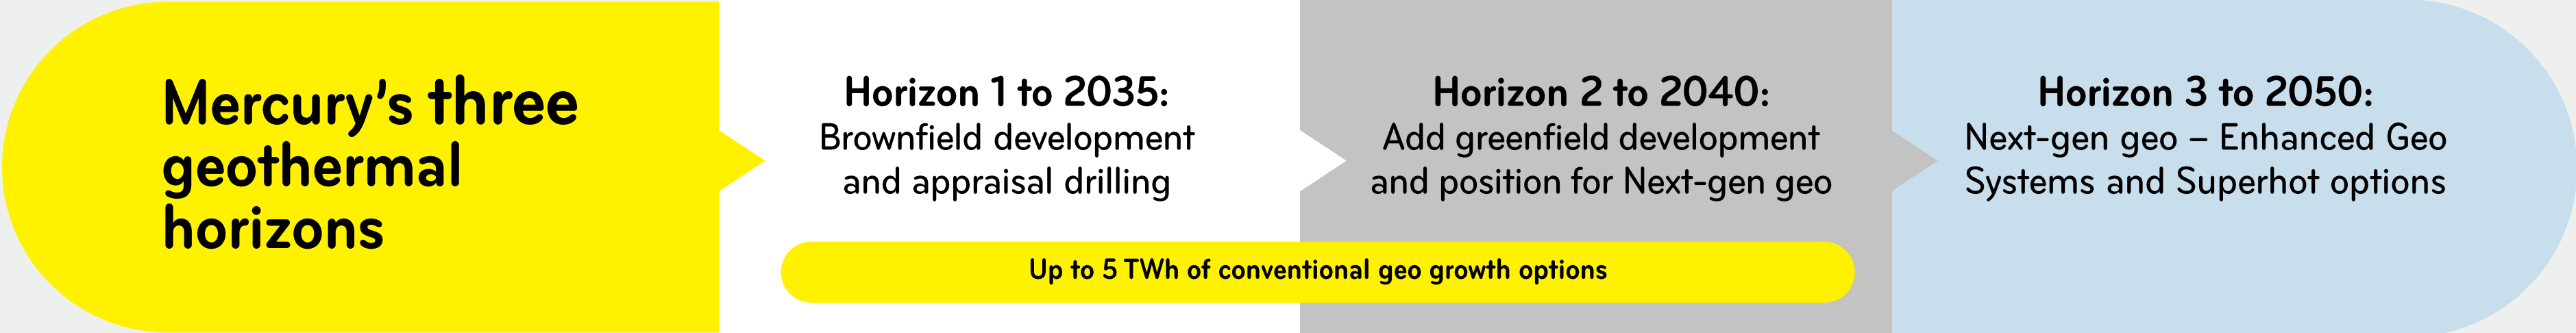 Mercury's three
geothermal
horizons
Horizon 1 to 2035:
Brownfield development
and appraisal drilling
Horizon 2 to 2040:
Add greenfield development
and position for Next-gen geo
Horizon 3 to 2050:
Next-gen geo – Enhanced Geo
Systems and Superhot options
Up to 5 TWh of conventional geo growth options